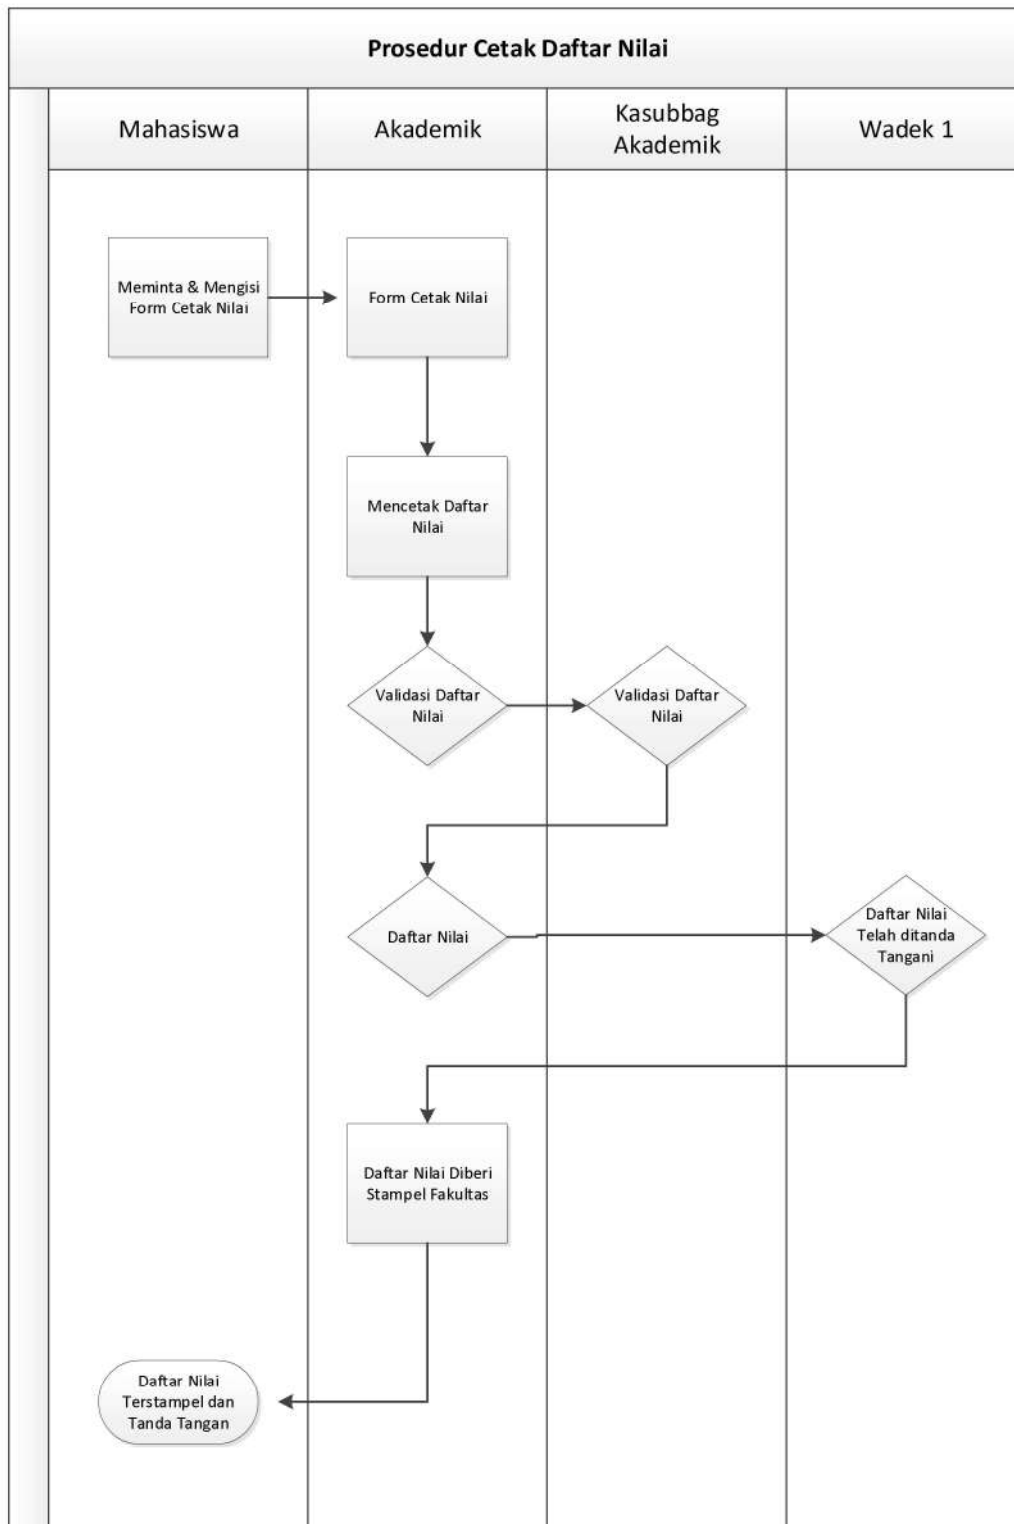 Prosedur Cetak Daftar Nilai
Mahasiswa
Akademik
Kasubbag
Akademik
Wadek 1
Meminta & Mengisi
Form Cetak Nilai
Form Cetak Nilai
Mencetak Daftar
Nilai
Validasi Daftar
Nilai
Validasi Daftar
Nilai
Daftar Nilai
Daftar Nilai
Telah ditanda
Tangani
Daftar Nilai Diberi
Stampel Fakultas
Daftar Nilai
Terstampel dan
Tanda Tangan